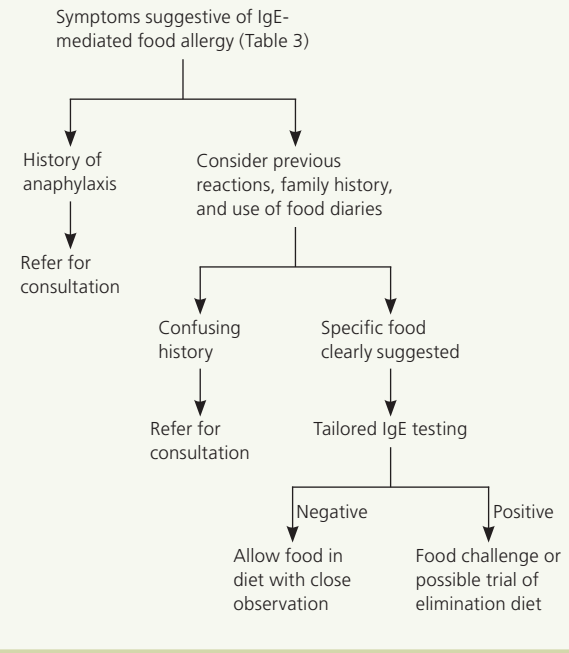 Symptoms suggestive of IgE-
mediated food allergy (Table 3)
History of
anaphylaxis
Consider previous
reactions, family history,
and use of food diaries
Refer for
consultation
Confusing
history
Specific food
clearly suggested
Refer for
consultation
Tailored IgE testing
Negative
Positive
Allow food in
diet with close
observation
Food challenge or
possible trial of
elimination diet